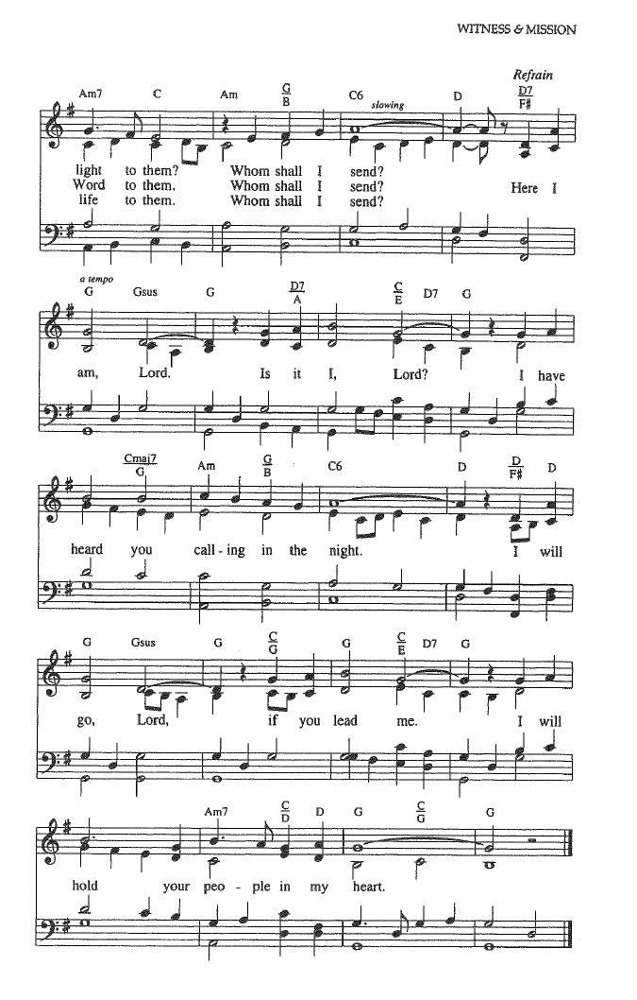 WITNESS & MISSION
Refrain
Am7 C Am G/B C6 D D7/F#
slowing
light to them? Whom shall I send?
Word to them. Whom shall I send? Here I
life to them. Whom shall I send?
a tempo
G Gsus G D7/A C/E D7 G
am, Lord. Is it I, Lord? I have
Cmaj7/G Am G/B C6 D D/F# D
heard you call - ing in the night. I will
G Gsus G C/G G C/E D7 G
go, Lord, if you lead me. I will
Am7 C/D D G C/G G
hold your peo - ple in my heart.